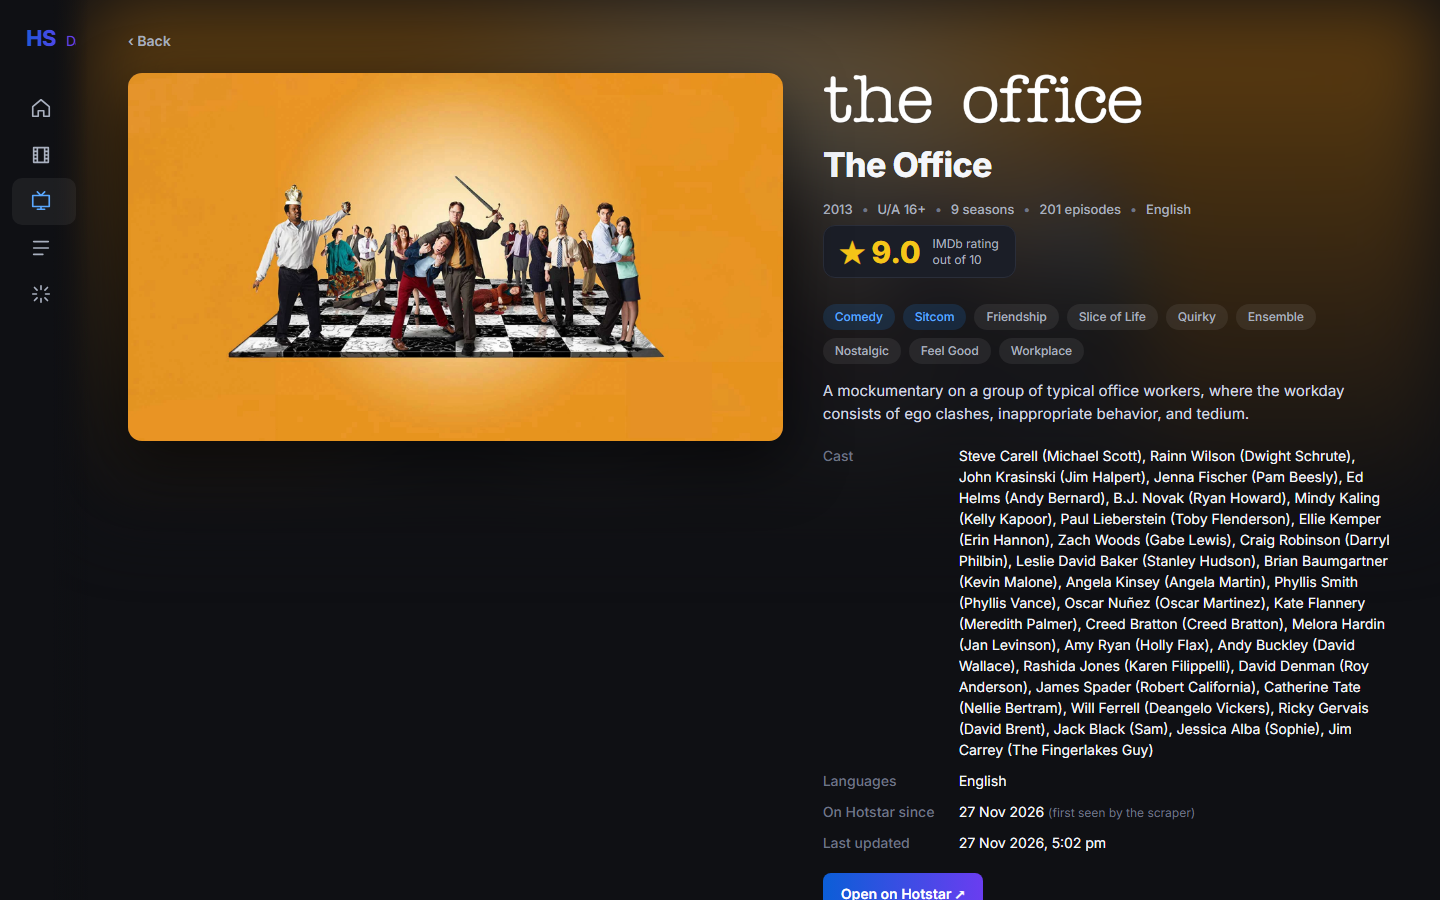 HS D
‹ Back
the office
The Office
2013 • U/A 16+ • 9 seasons • 201 episodes • English
★ 9.0 IMDb rating
out of 10
Comedy Sitcom Friendship Slice of Life Quirky Ensemble
Nostalgic Feel Good Workplace
A mockumentary on a group of typical office workers, where the workday
consists of ego clashes, inappropriate behavior, and tedium.
Cast Steve Carell (Michael Scott), Rainn Wilson (Dwight Schrute),
John Krasinski (Jim Halpert), Jenna Fischer (Pam Beesly), Ed
Helms (Andy Bernard), B.J. Novak (Ryan Howard), Mindy Kaling
(Kelly Kapoor), Paul Lieberstein (Toby Flenderson), Ellie Kemper
(Erin Hannon), Zach Woods (Gabe Lewis), Craig Robinson (Darryl
Philbin), Leslie David Baker (Stanley Hudson), Brian Baumgartner
(Kevin Malone), Angela Kinsey (Angela Martin), Phyllis Smith
(Phyllis Vance), Oscar Nuñez (Oscar Martinez), Kate Flannery
(Meredith Palmer), Creed Bratton (Creed Bratton), Melora Hardin
(Jan Levinson), Amy Ryan (Holly Flax), Andy Buckley (David
Wallace), Rashida Jones (Karen Filippelli), David Denman (Roy
Anderson), James Spader (Robert California), Catherine Tate
(Nellie Bertram), Will Ferrell (Deangelo Vickers), Ricky Gervais
(David Brent), Jack Black (Sam), Jessica Alba (Sophie), Jim
Carrey (The Fingerlakes Guy)
Languages English
On Hotstar since 27 Nov 2026 (first seen by the scraper)
Last updated 27 Nov 2026, 5:02 pm
Open on Hotstar ↗